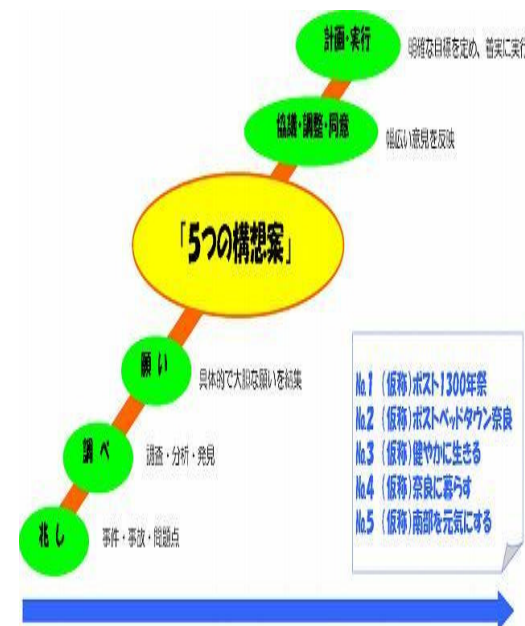 計画・実行
明確な目標を定め、着実に実行
協議・調整・同意
幅広い意見を反映
「5つの構想案」
願い
具体的で大胆な願いを結集
調べ
調査・分析・発見
兆し
事件・事故・問題点
No.1 (仮称)ポスト1300年祭
No.2 (仮称)ポストベッドタウン奈良
No.3 (仮称)健やかに生きる
No.4 (仮称)奈良に暮らす
No.5 (仮称)南部を元気にする